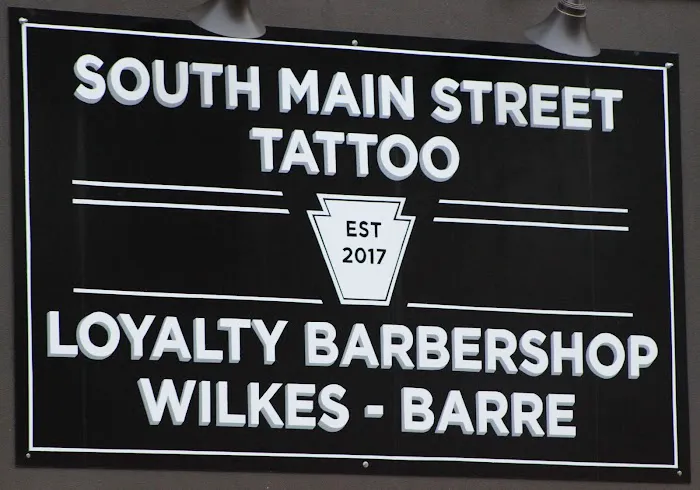 SOUTH MAIN STREET
TATTOO
EST
2017
LOYALTY BARBERSHOP
WILKES - BARRE